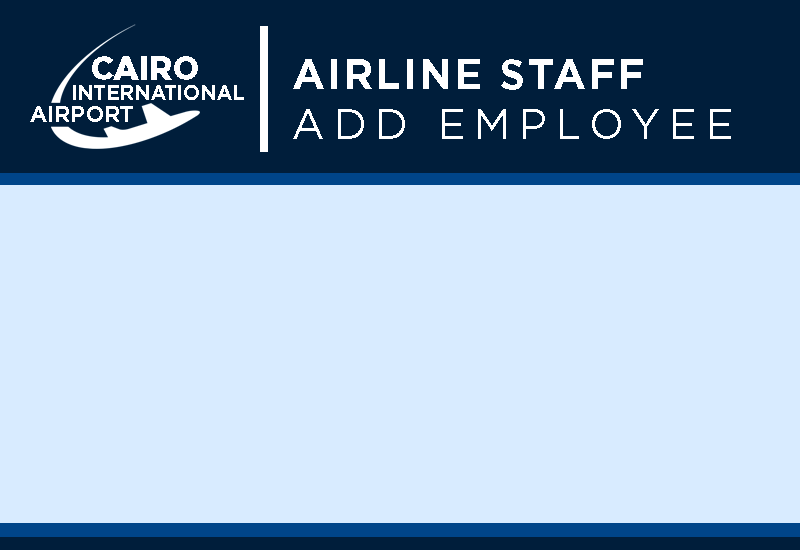 CAIRO
INTERNATIONAL
AIRPORT
AIRLINE STAFF
ADD EMPLOYEE